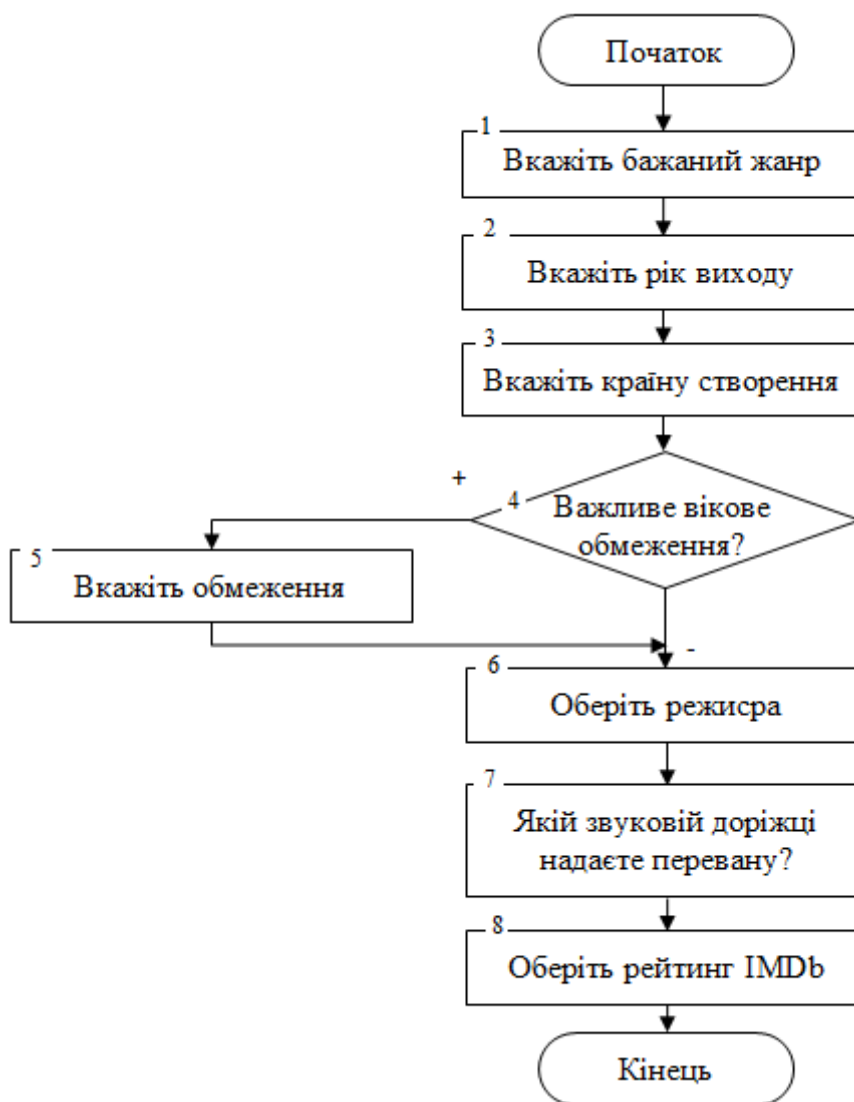 Початок
1
Вкажіть бажаний жанр
2
Вкажіть рік виходу
3
Вкажіть країну створення
+
4
Важливе вікове
обмеження?
5
Вкажіть обмеження
-
6
Оберіть режисра
7
Якій звуковій доріжці
надаєте перевану?
8
Оберіть рейтинг IMDb
Кінець